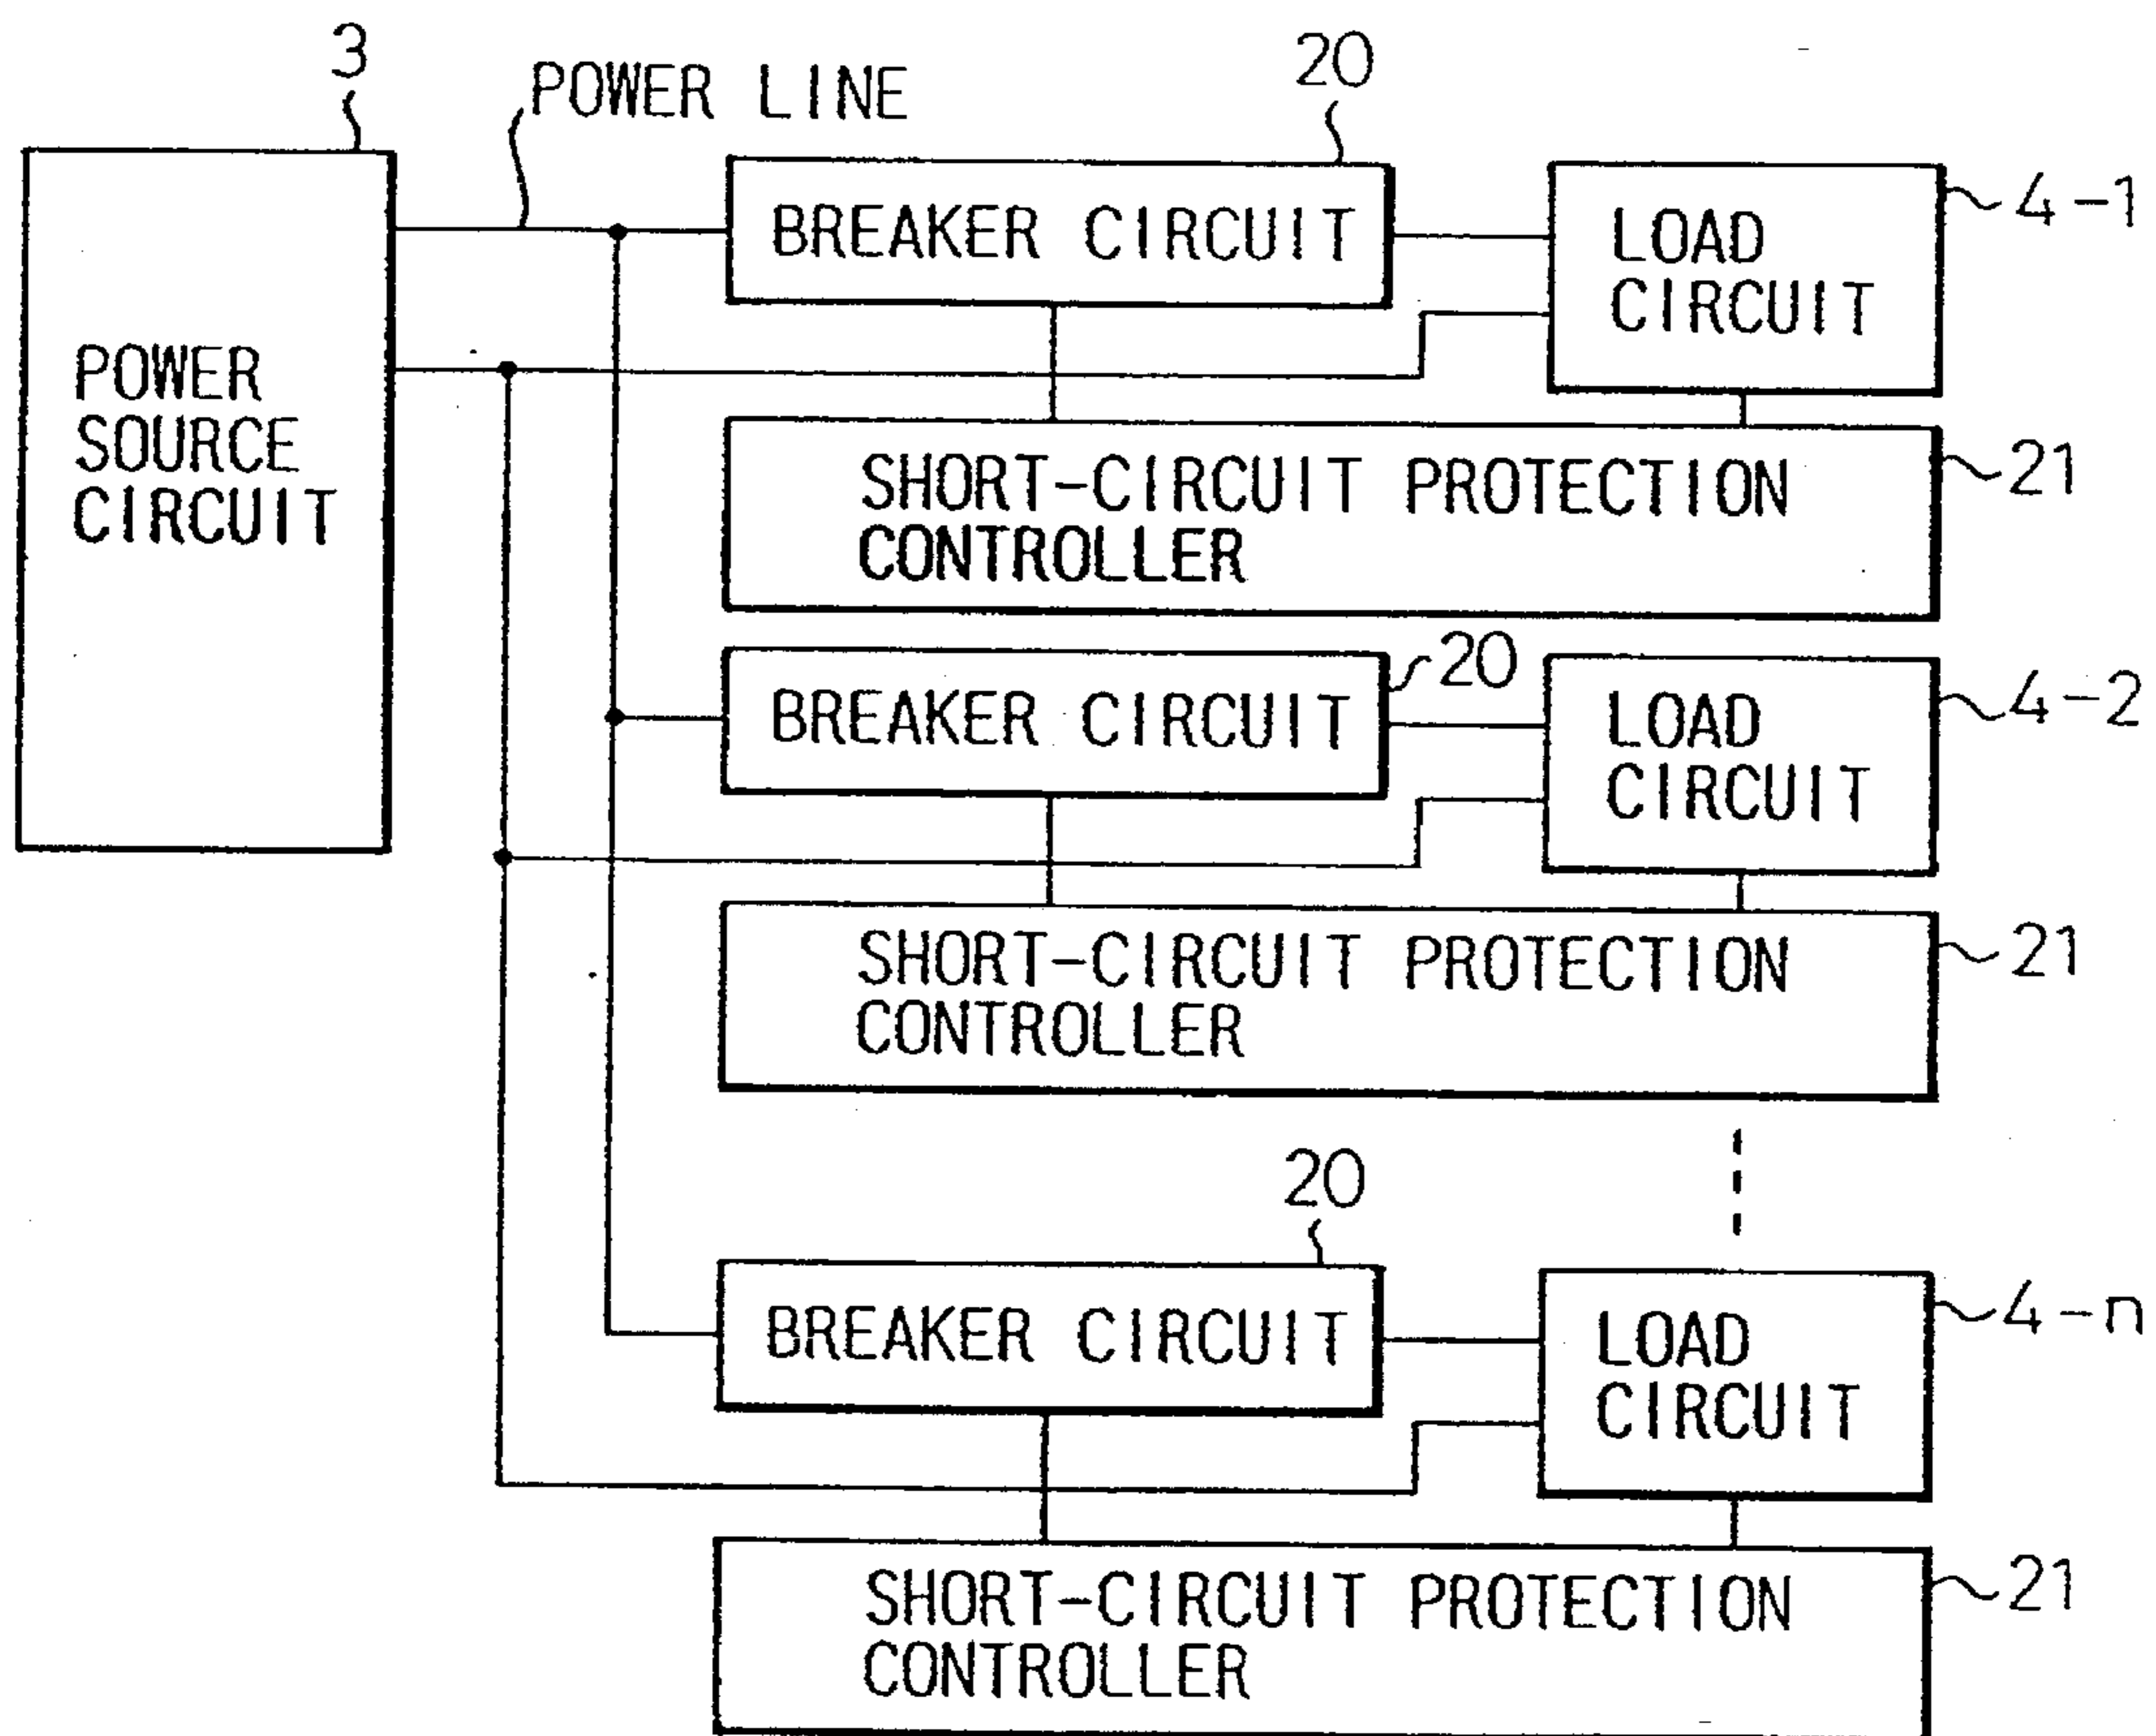 3
POWER LINE
20
BREAKER CIRCUIT
LOAD
CIRCUIT
4-1
POWER
SOURCE
CIRCUIT
SHORT-CIRCUIT PROTECTION
CONTROLLER
21
BREAKER CIRCUIT
20
LOAD
CIRCUIT
4-2
SHORT-CIRCUIT PROTECTION
CONTROLLER
21
20
BREAKER CIRCUIT
LOAD
CIRCUIT
4-n
SHORT-CIRCUIT PROTECTION
CONTROLLER
21